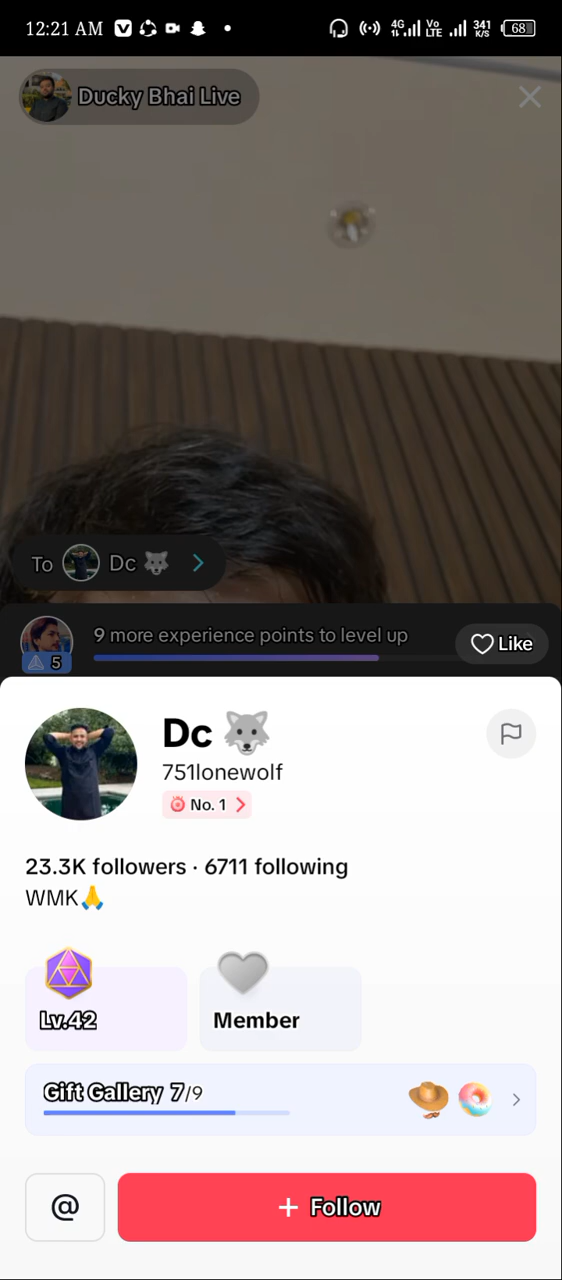 12:21 AM
4G
Vo
LTE
341
K/S
68
Ducky Bhai Live
To Dc 🐺
9 more experience points to level up
5
Like
Dc 🐺
751lonewolf
No. 1
23.3K followers · 6711 following
WMK🙏
Lv.42
Member
Gift Gallery 7/9
@
+ Follow